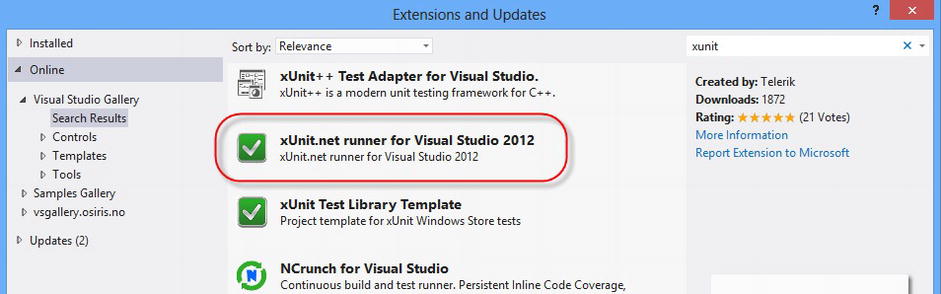 Extensions and Updates
?
Installed
Online
Visual Studio Gallery
Search Results
Controls
Templates
Tools
Samples Gallery
vsgallery.osiris.no
Updates (2)
Sort by: Relevance
xUnit++ Test Adapter for Visual Studio.
xUnit++ is a modern unit testing framework for C++.
xUnit.net runner for Visual Studio 2012
xUnit.net runner for Visual Studio 2012
xUnit Test Library Template
Project template for xUnit Windows Store tests
N
NCrunch for Visual Studio
Continuous build and test runner. Persistent Inline Code Coverage,
xunit
Created by: Telerik
Downloads: 1872
Rating: (21 Votes)
More Information
Report Extension to Microsoft